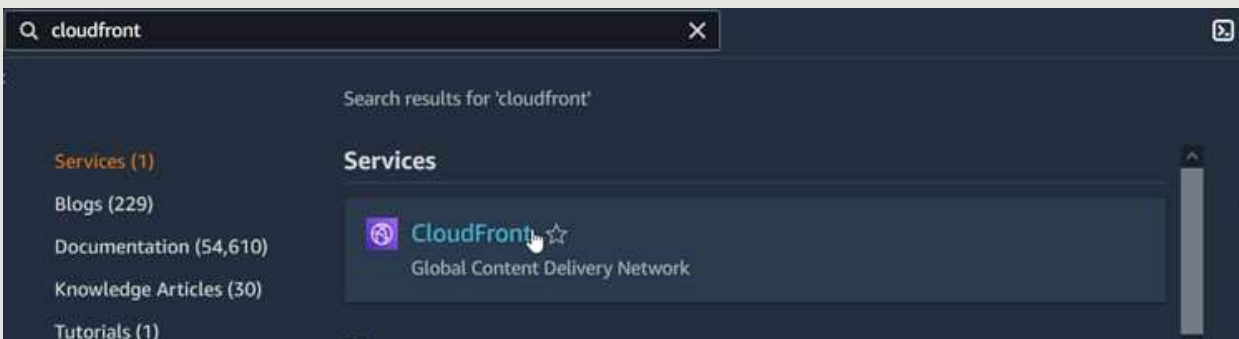 cloudfront
Search results for 'cloudfront'
Services (1)
Blogs (229)
Documentation (54,610)
Knowledge Articles (30)
Tutorials (1)
Services
CloudFront
Global Content Delivery Network